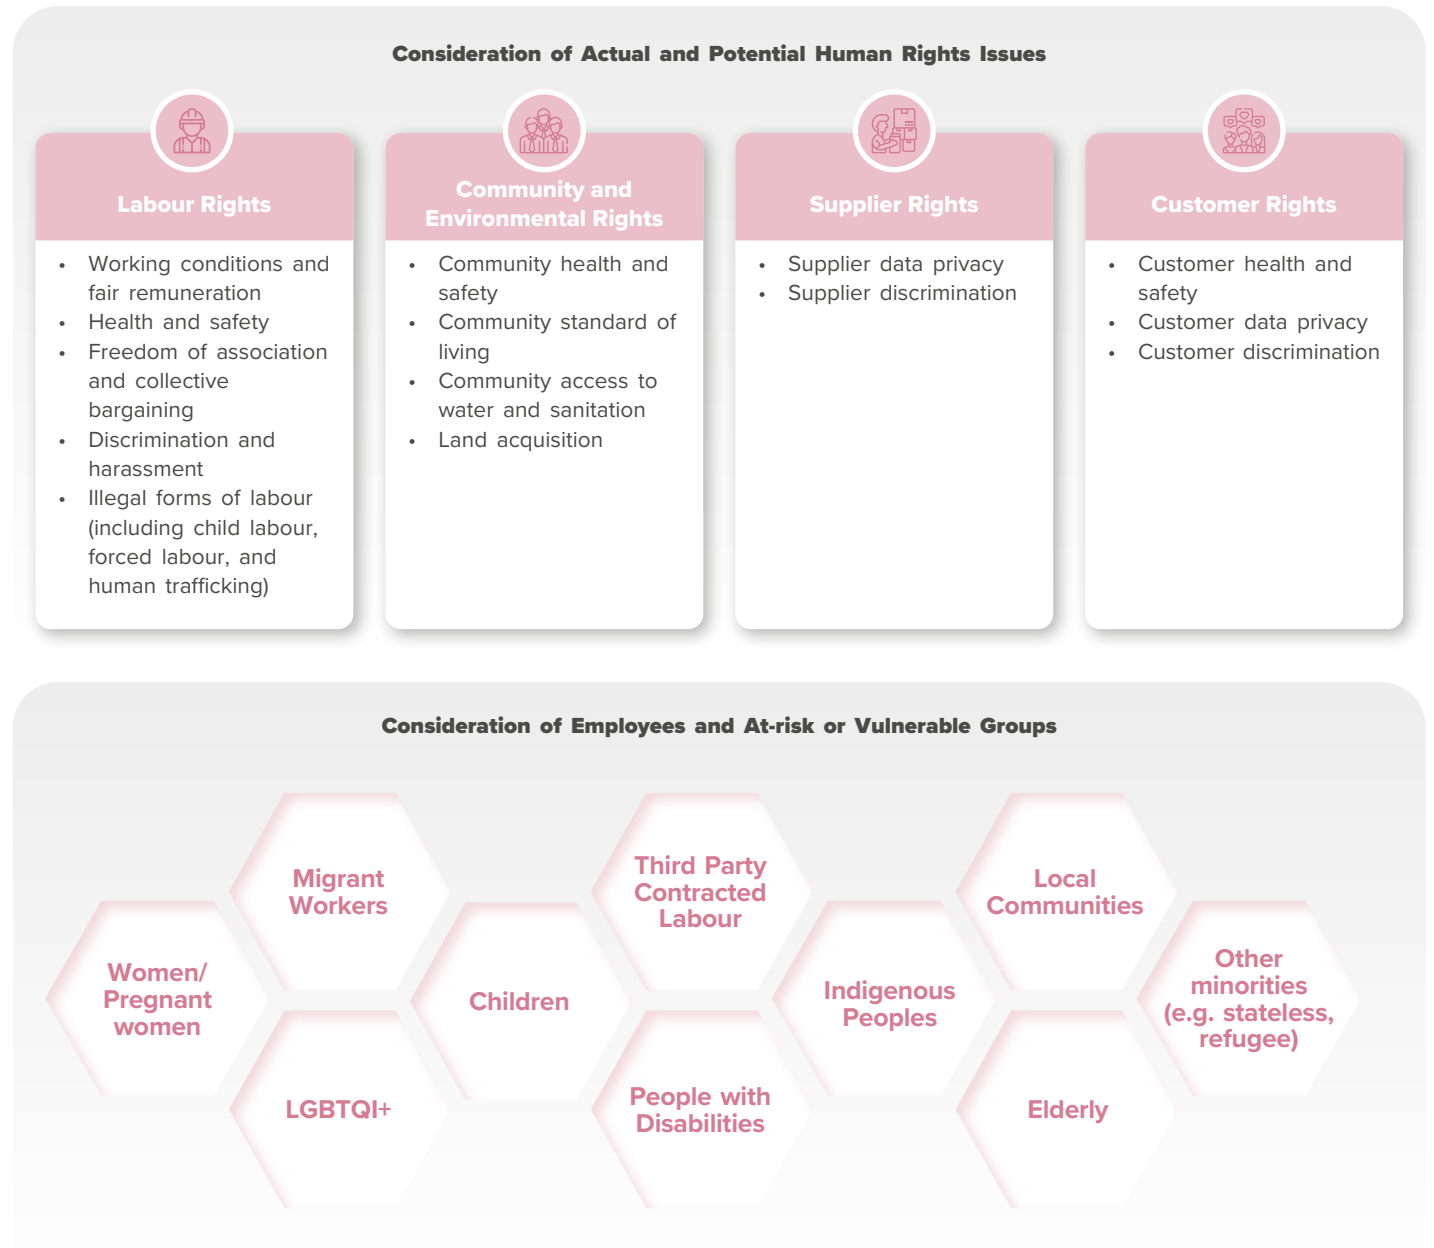 Consideration of Actual and Potential Human Rights Issues
Labour Rights
• Working conditions and
fair remuneration
• Health and safety
• Freedom of association
and collective
bargaining
• Discrimination and
harassment
• Illegal forms of labour
(including child labour,
forced labour, and
human trafficking)
Community and
Environmental Rights
• Community health and
safety
• Community standard of
living
• Community access to
water and sanitation
• Land acquisition
Supplier Rights
• Supplier data privacy
• Supplier discrimination
Customer Rights
• Customer health and
safety
• Customer data privacy
• Customer discrimination
Consideration of Employees and At-risk or Vulnerable Groups
Women/
Pregnant
women
Migrant
Workers
LGBTQI+
Children
Third Party
Contracted
Labour
People with
Disabilities
Indigenous
Peoples
Local
Communities
Elderly
Other
minorities
(e.g. stateless,
refugee)